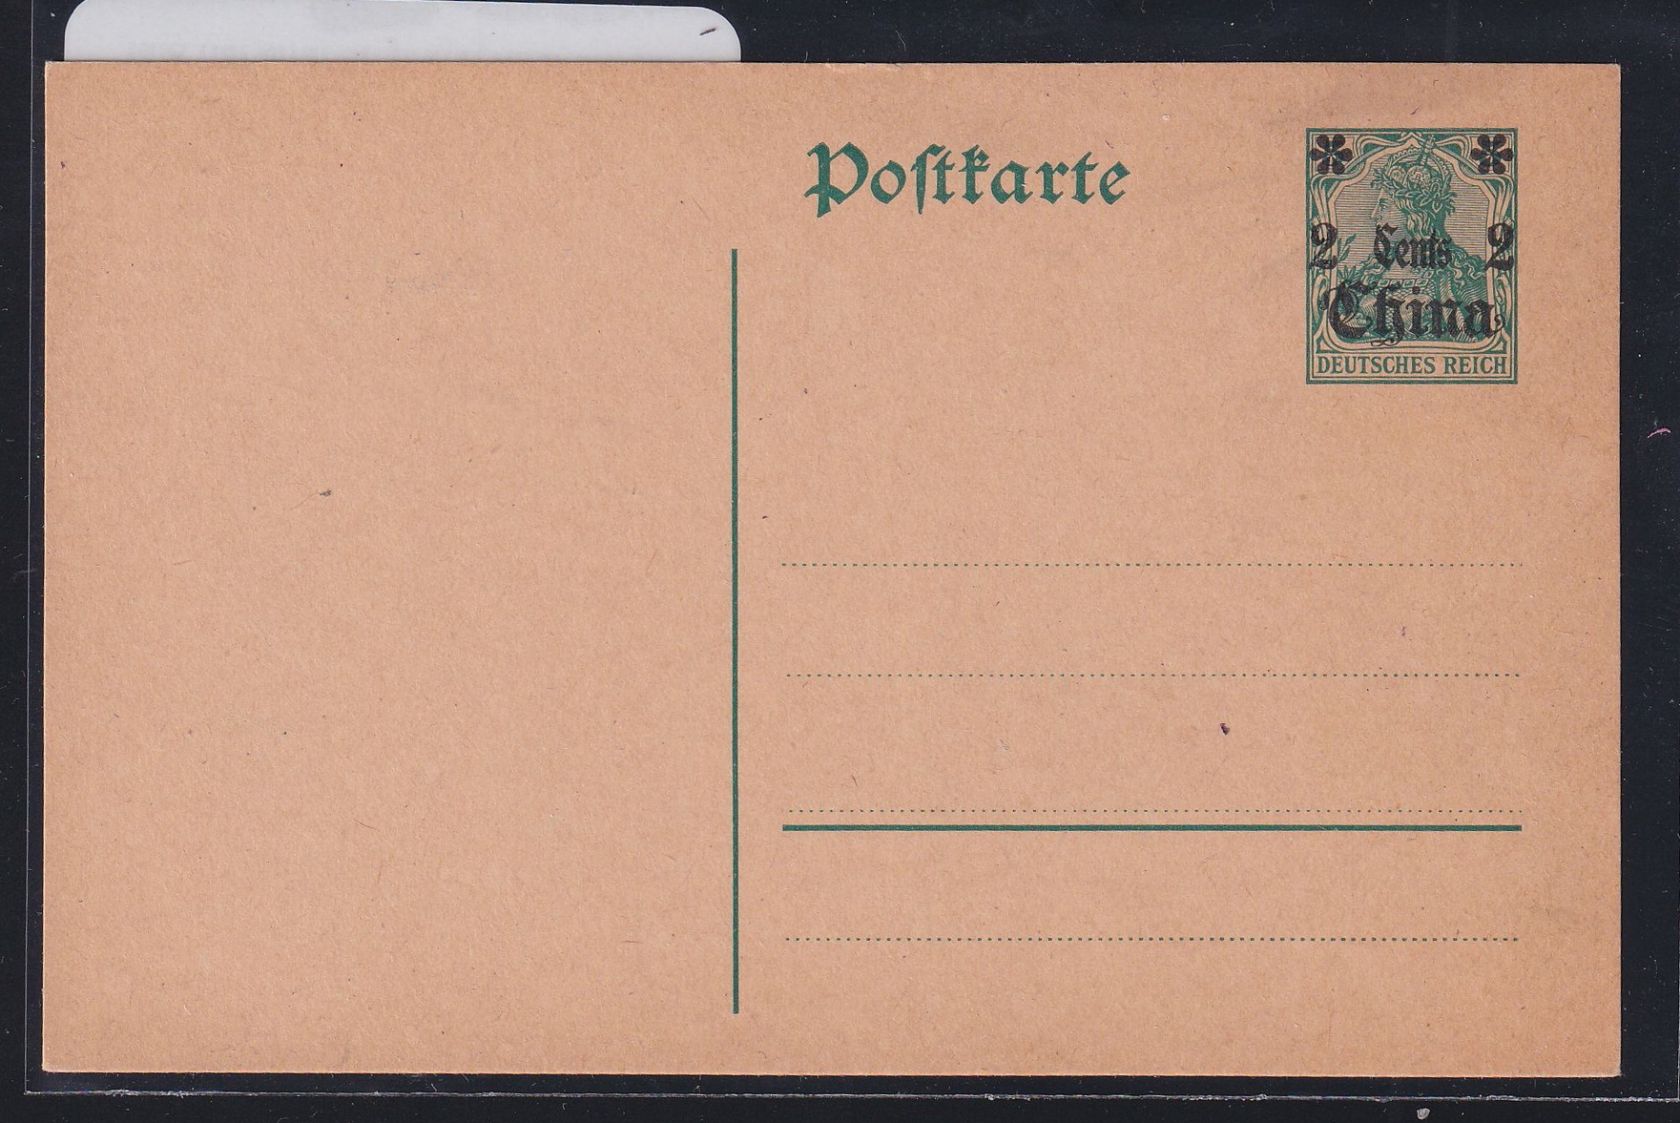 Poſtkarte
2 Cents 2
China
DEUTSCHES REICH